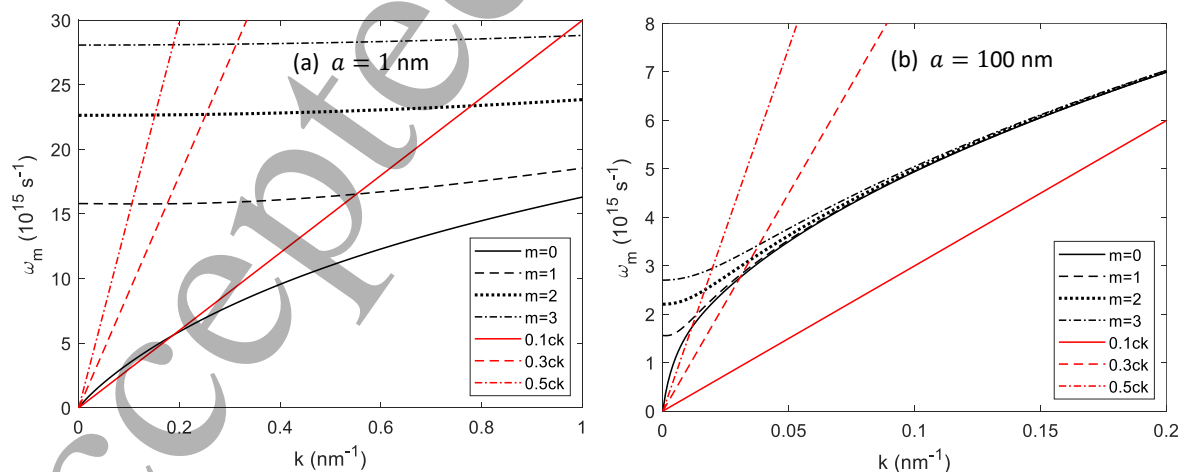 (a) a = 1 nm
ω_m (10^15 s^-1)
30
25
20
15
10
5
0
0
0.2
0.4
0.6
0.8
1
k (nm^-1)
m=0
m=1
m=2
m=3
0.1ck
0.3ck
0.5ck
(b) a = 100 nm
ω_m (10^15 s^-1)
8
7
6
5
4
3
2
1
0
0
0.05
0.1
0.15
0.2
k (nm^-1)
m=0
m=1
m=2
m=3
0.1ck
0.3ck
0.5ck
ccepte